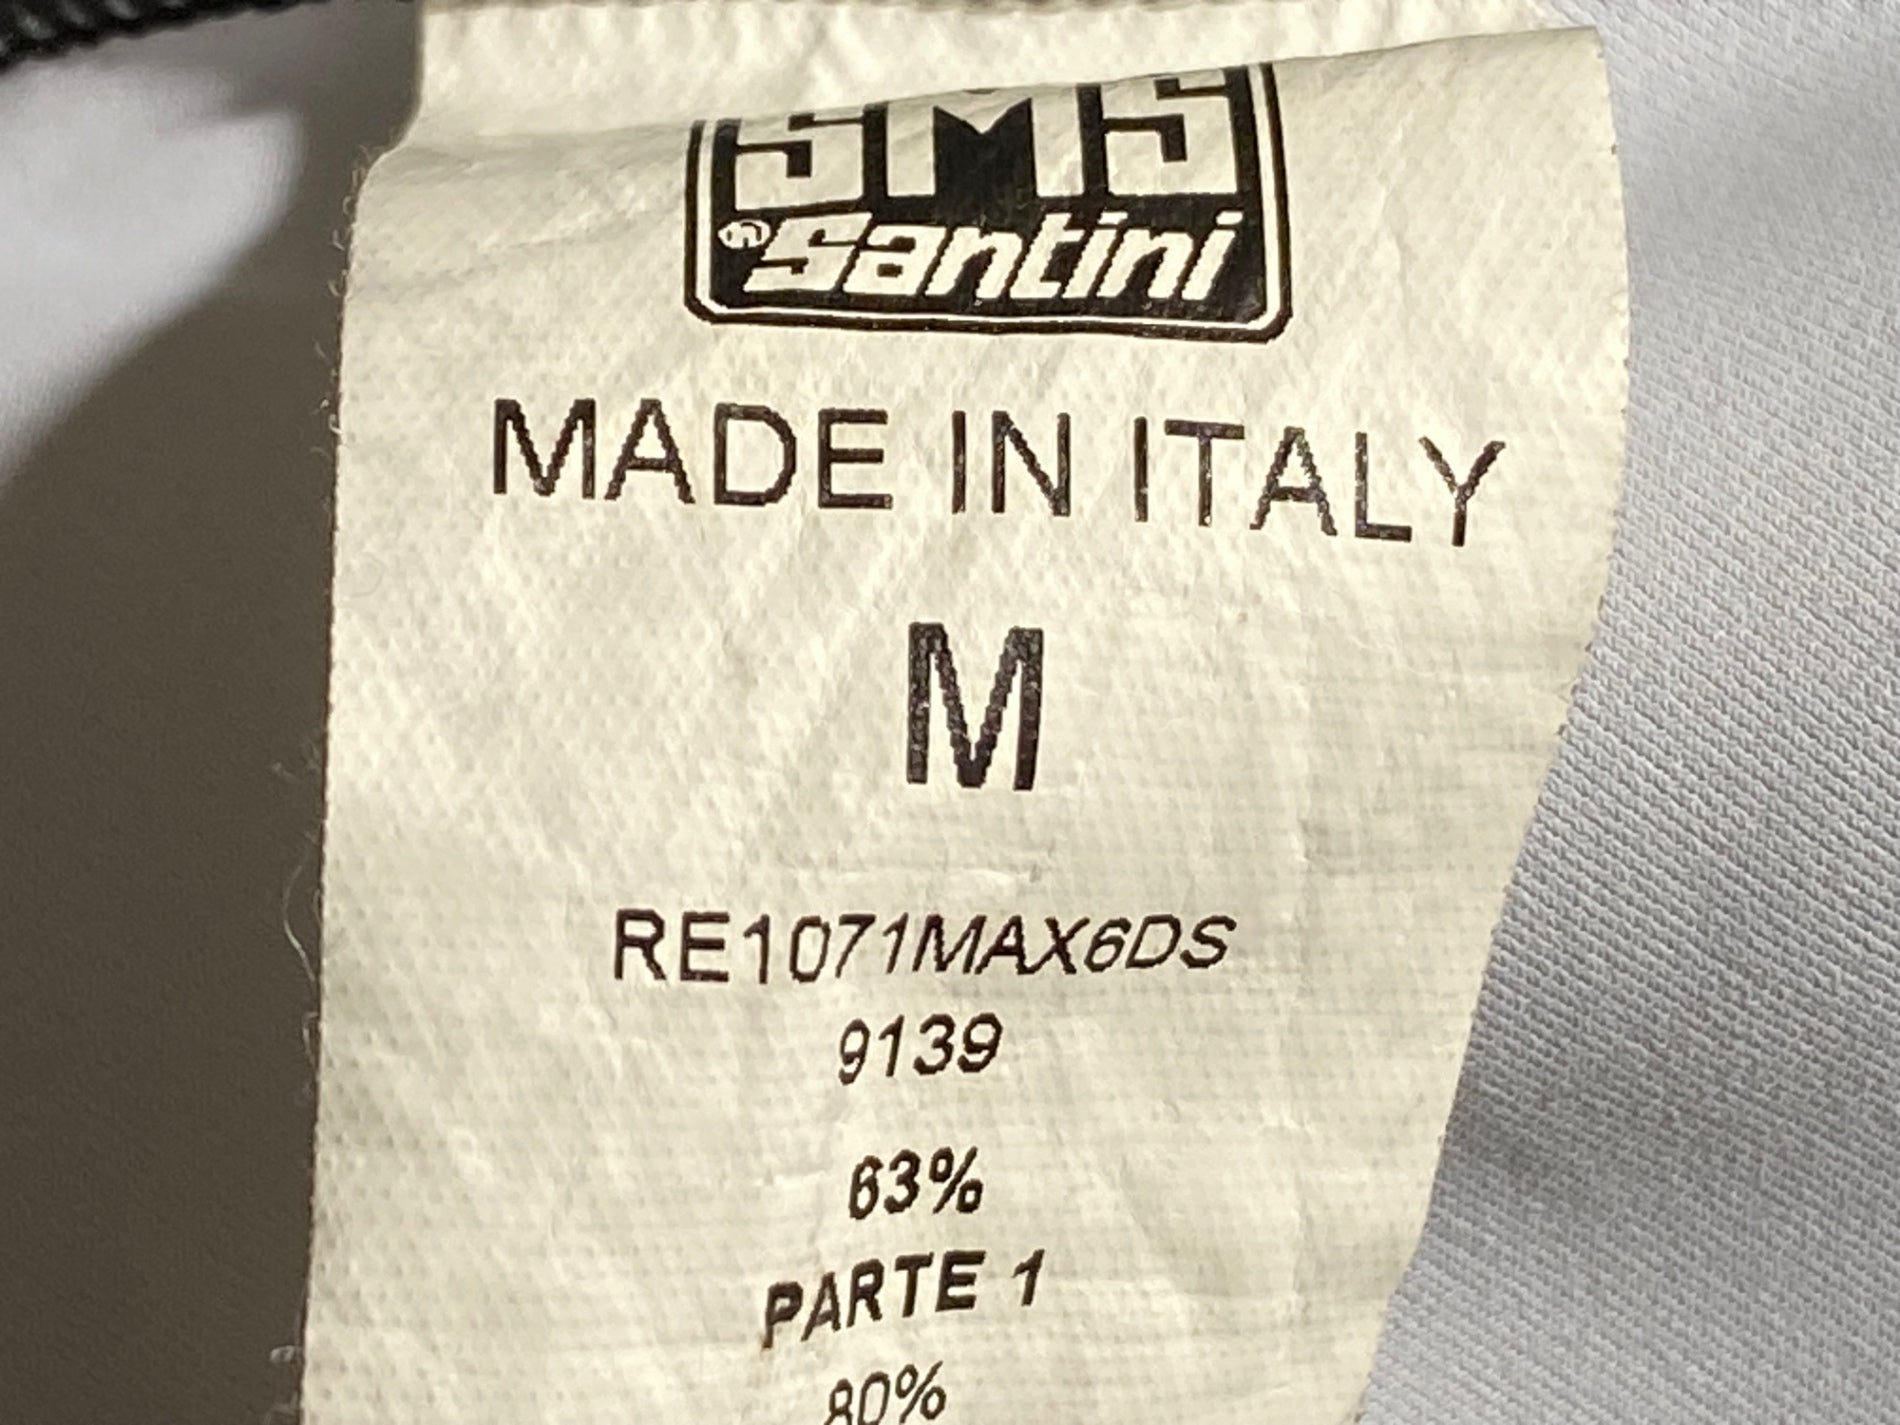 SMS
Santini
MADE IN ITALY
M
RE1071MAX6DS
9139
63%
PARTE 1
80%